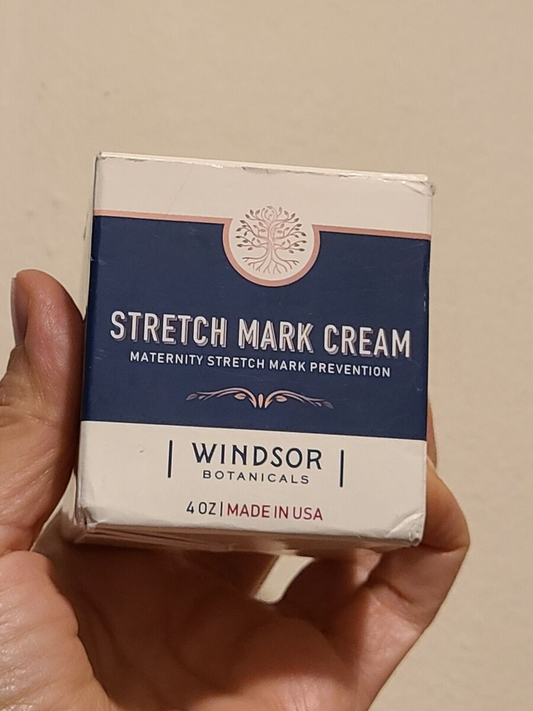 STRETCH MARK CREAM
MATERNITY STRETCH MARK PREVENTION
| WINDSOR |
BOTANICALS
4 OZ | MADE IN USA